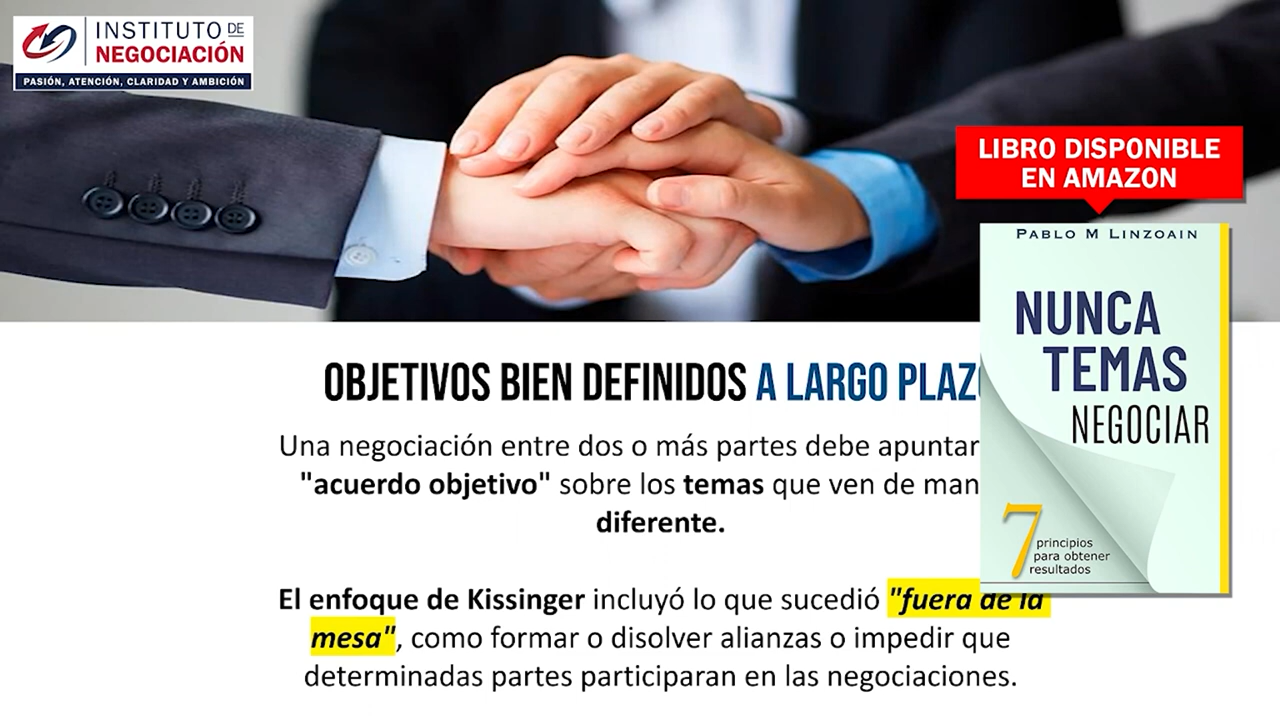 INSTITUTO DE
NEGOCIACIÓN
PASIÓN, ATENCIÓN, CLARIDAD Y AMBICIÓN
LIBRO DISPONIBLE
EN AMAZON
PABLO M LINZOAIN
NUNCA
TEMAS
NEGOCIAR
7
principios
para obtener
resultados
OBJETIVOS BIEN DEFINIDOS A LARGO
Una negociación entre dos o más partes debe apuntar
"acuerdo objetivo" sobre los temas que ven de
diferente.
El enfoque de Kissinger incluyó lo que sucedió "fuera de la
mesa", como formar o disolver alianzas o impedir que
determinadas partes participaran en las negociaciones.